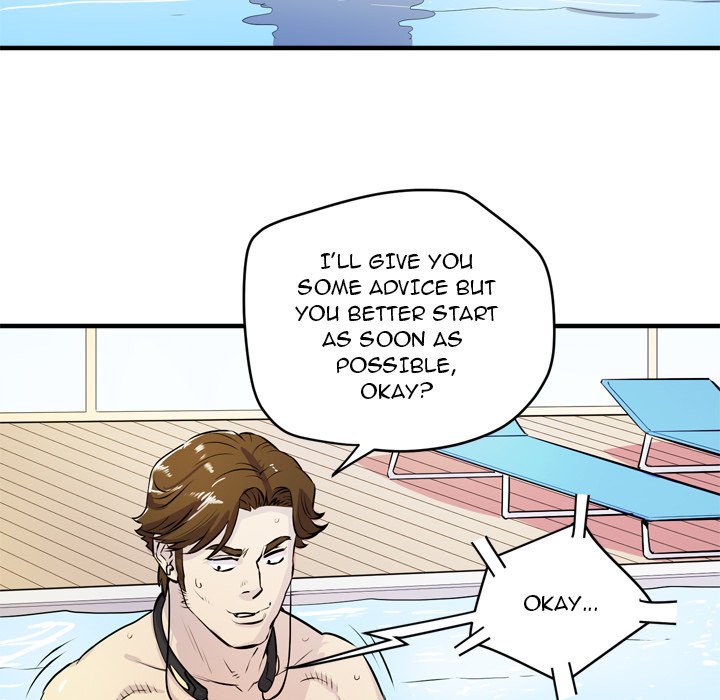 I'LL GIVE YOU
SOME ADVICE BUT
YOU BETTER START
AS SOON AS
POSSIBLE,
OKAY?
OKAY...